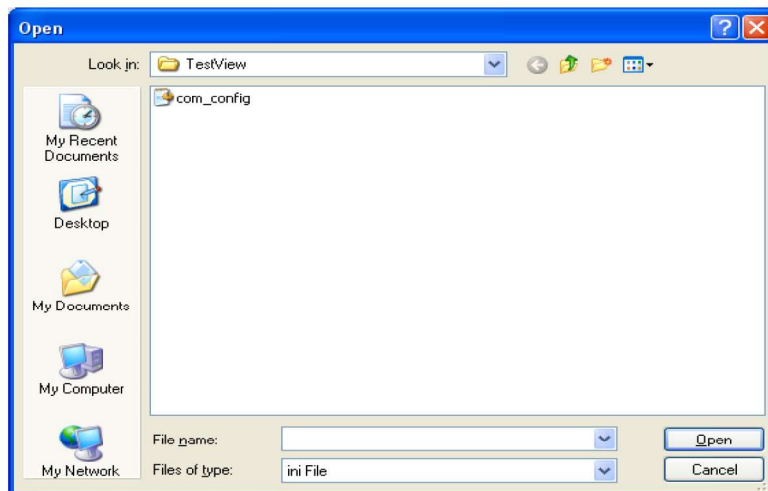 Open
Look in:
TestView
com_config
My Recent
Documents
Desktop
My Documents
My Computer
My Network
File name:
Open
Files of type:
ini File
Cancel